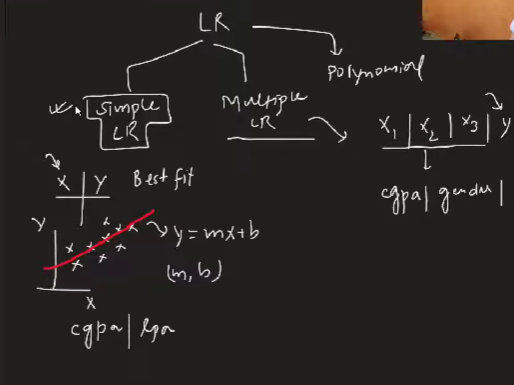 LR
Polynomial
Simple LR
Multiple LR
x1 | x2 | x3 | y
cgpa | gender |
X | Y
Best fit
Y
y = mx + b
(m, b)
X
cgpa | lpa